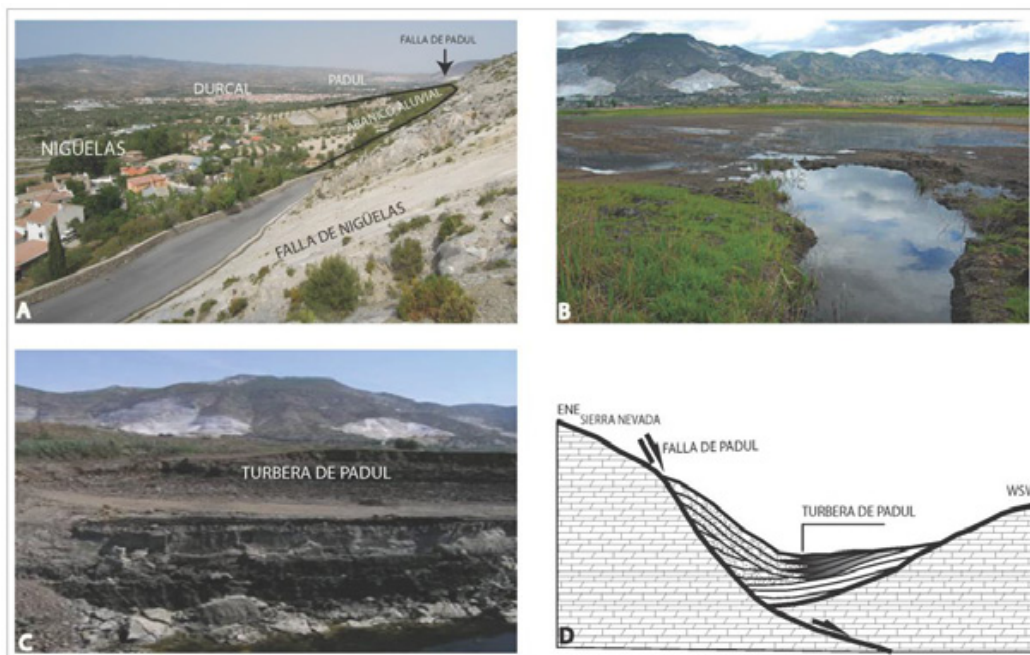 FALLA DE PADUL
PADUL
DURCAL
ABANICO ALUVIAL
NIGÜELAS
FALLA DE NIGÜELAS
A
B
TURBERA DE PADUL
C
ENE
SIERRA NEVADA
FALLA DE PADUL
WSW
TURBERA DE PADUL
D